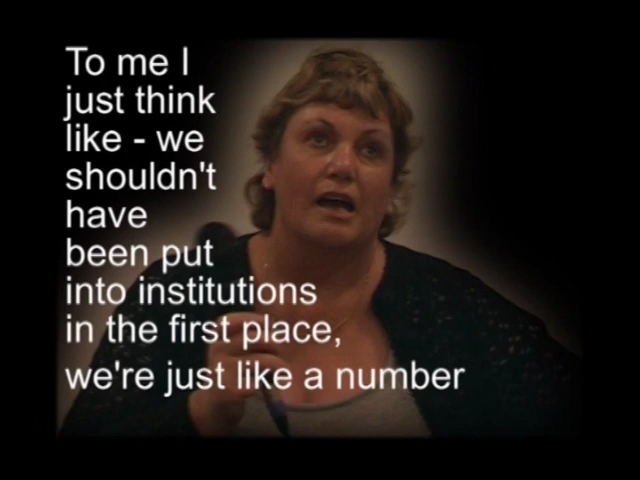 To me I
just think
like - we
shouldn't
have
been put
into institutions
in the first place,
we're just like a number